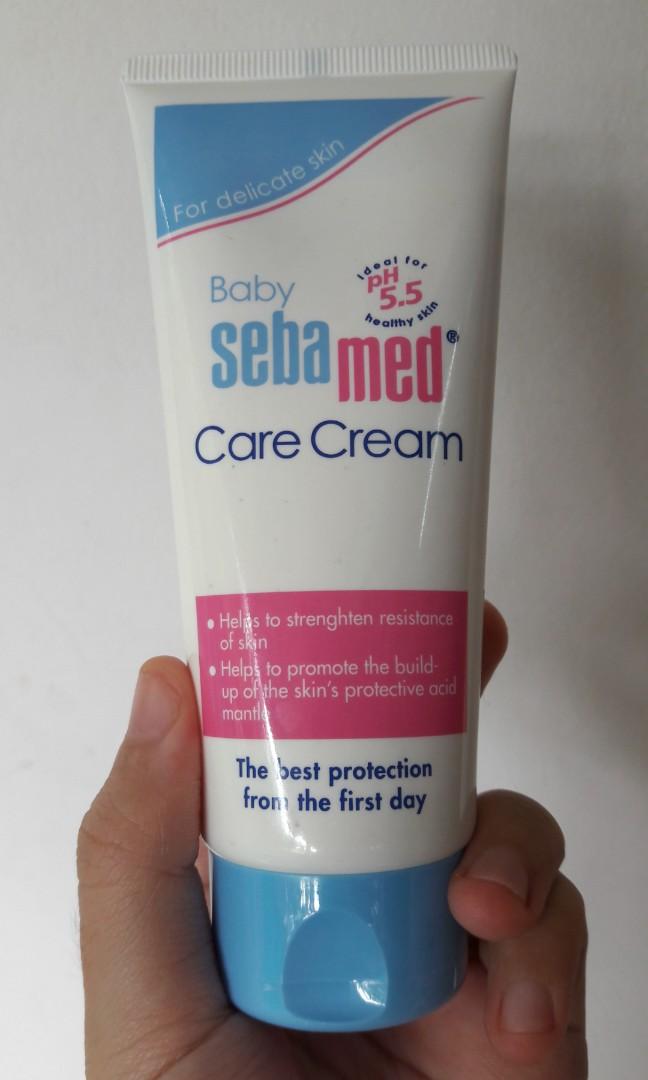 For delicate skin
Baby
ideal for
pH
5.5
healthy skin
sebamed®
Care Cream
• Helps to strenghten resistance
of skin
• Helps to promote the build-
up of the skin's protective acid
mantle
The best protection
from the first day